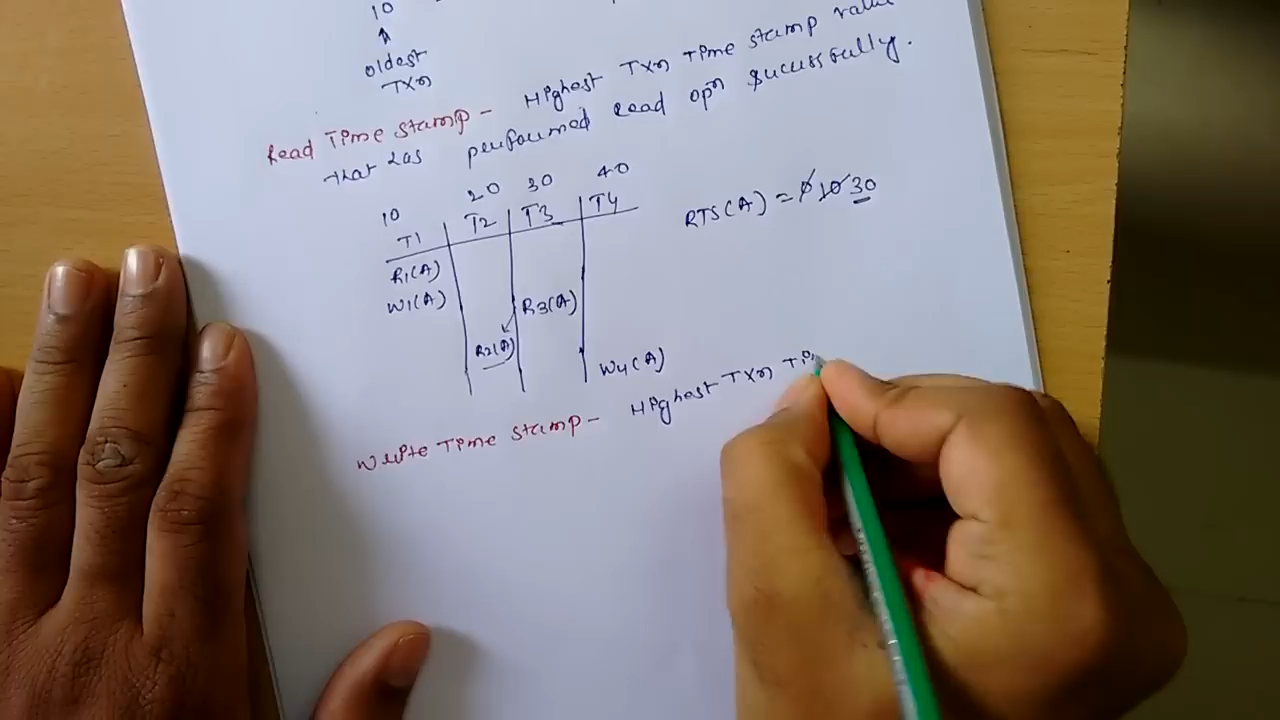 10
oldest
Txn
Read Time stamp - Highest Txn Time stamp value
that has performed read opn successfully.
10 20 30 40
T1 T2 T3 T4
RTS(A) = 0 10 30
R1(A)
W1(A) R3(A)
R2(A)
W4(A)
Write Time stamp - Highest Txn Ti